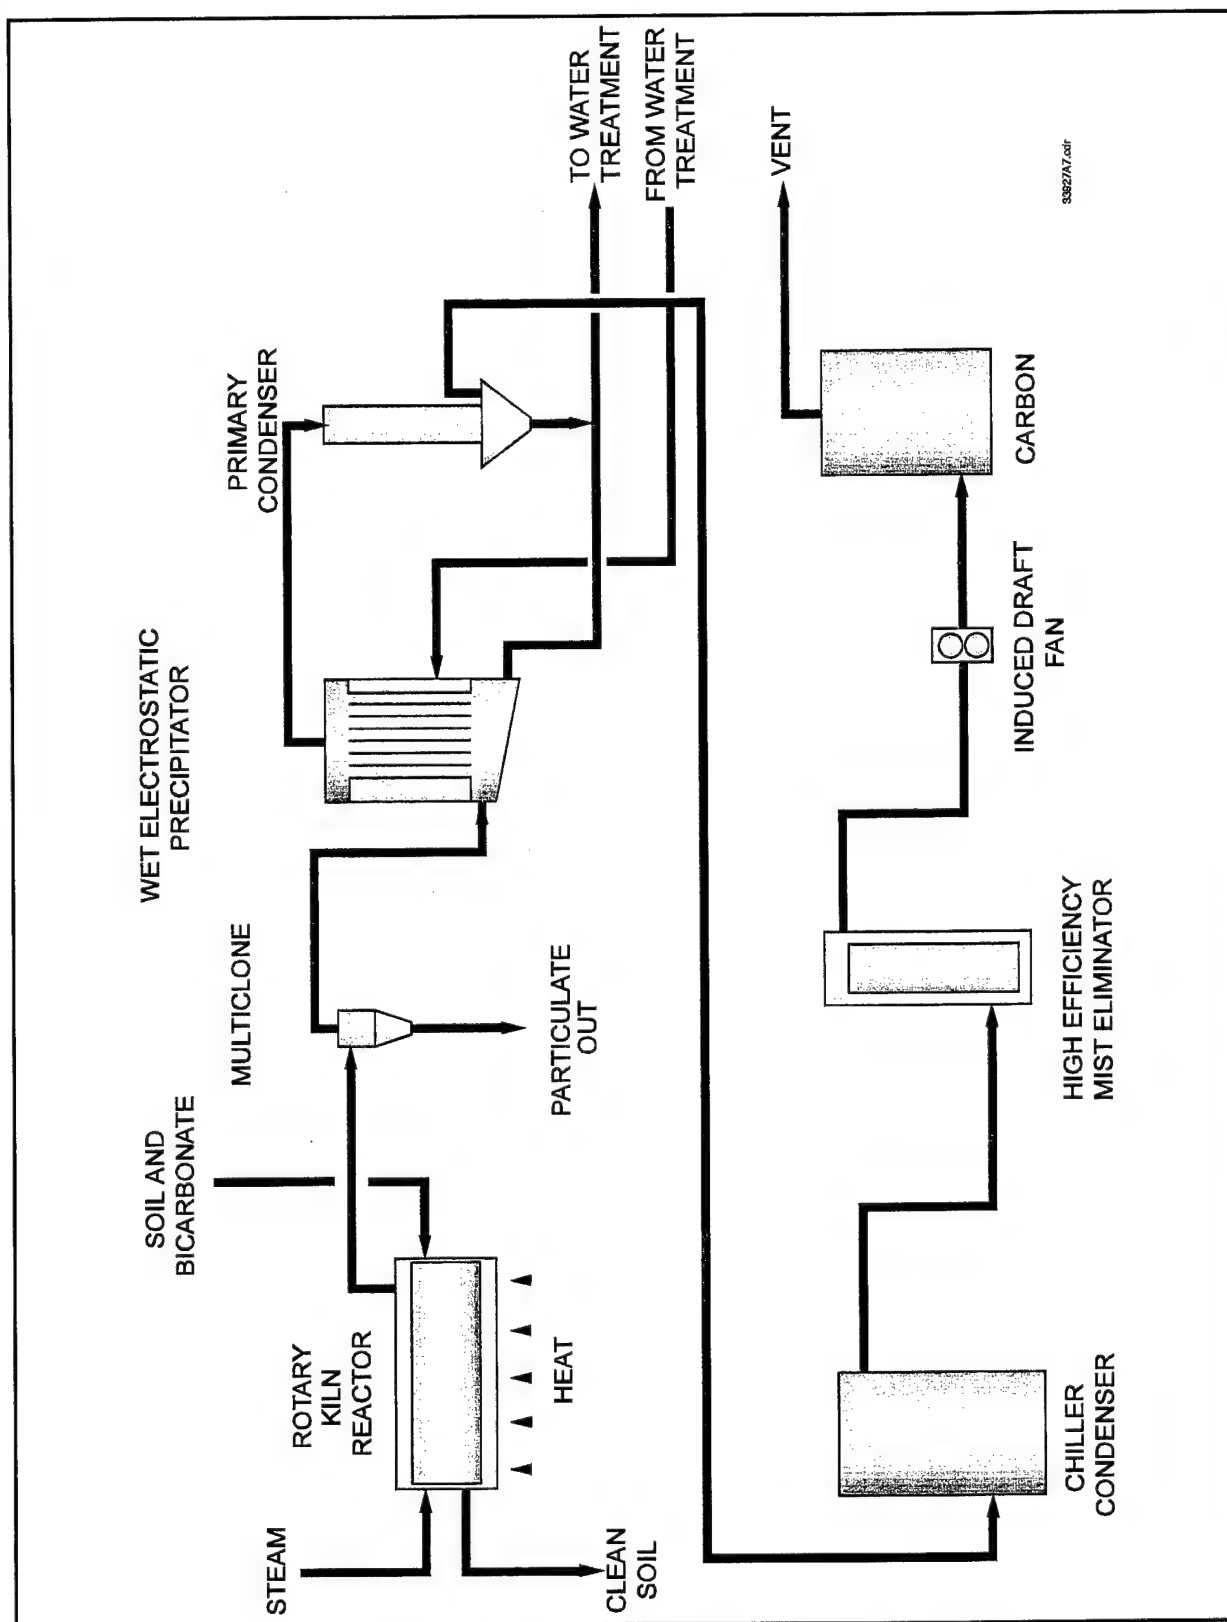 STEAM
CLEAN
SOIL
ROTARY
KILN
REACTOR
HEAT
SOIL AND
BICARBONATE
MULTICLONE
PARTICULATE
OUT
WET ELECTROSTATIC
PRECIPITATOR
PRIMARY
CONDENSER
TO WATER
TREATMENT
FROM WATER
TREATMENT
CHILLER
CONDENSER
HIGH EFFICIENCY
MIST ELIMINATOR
INDUCED DRAFT
FAN
CARBON
VENT
33927A7.cdr